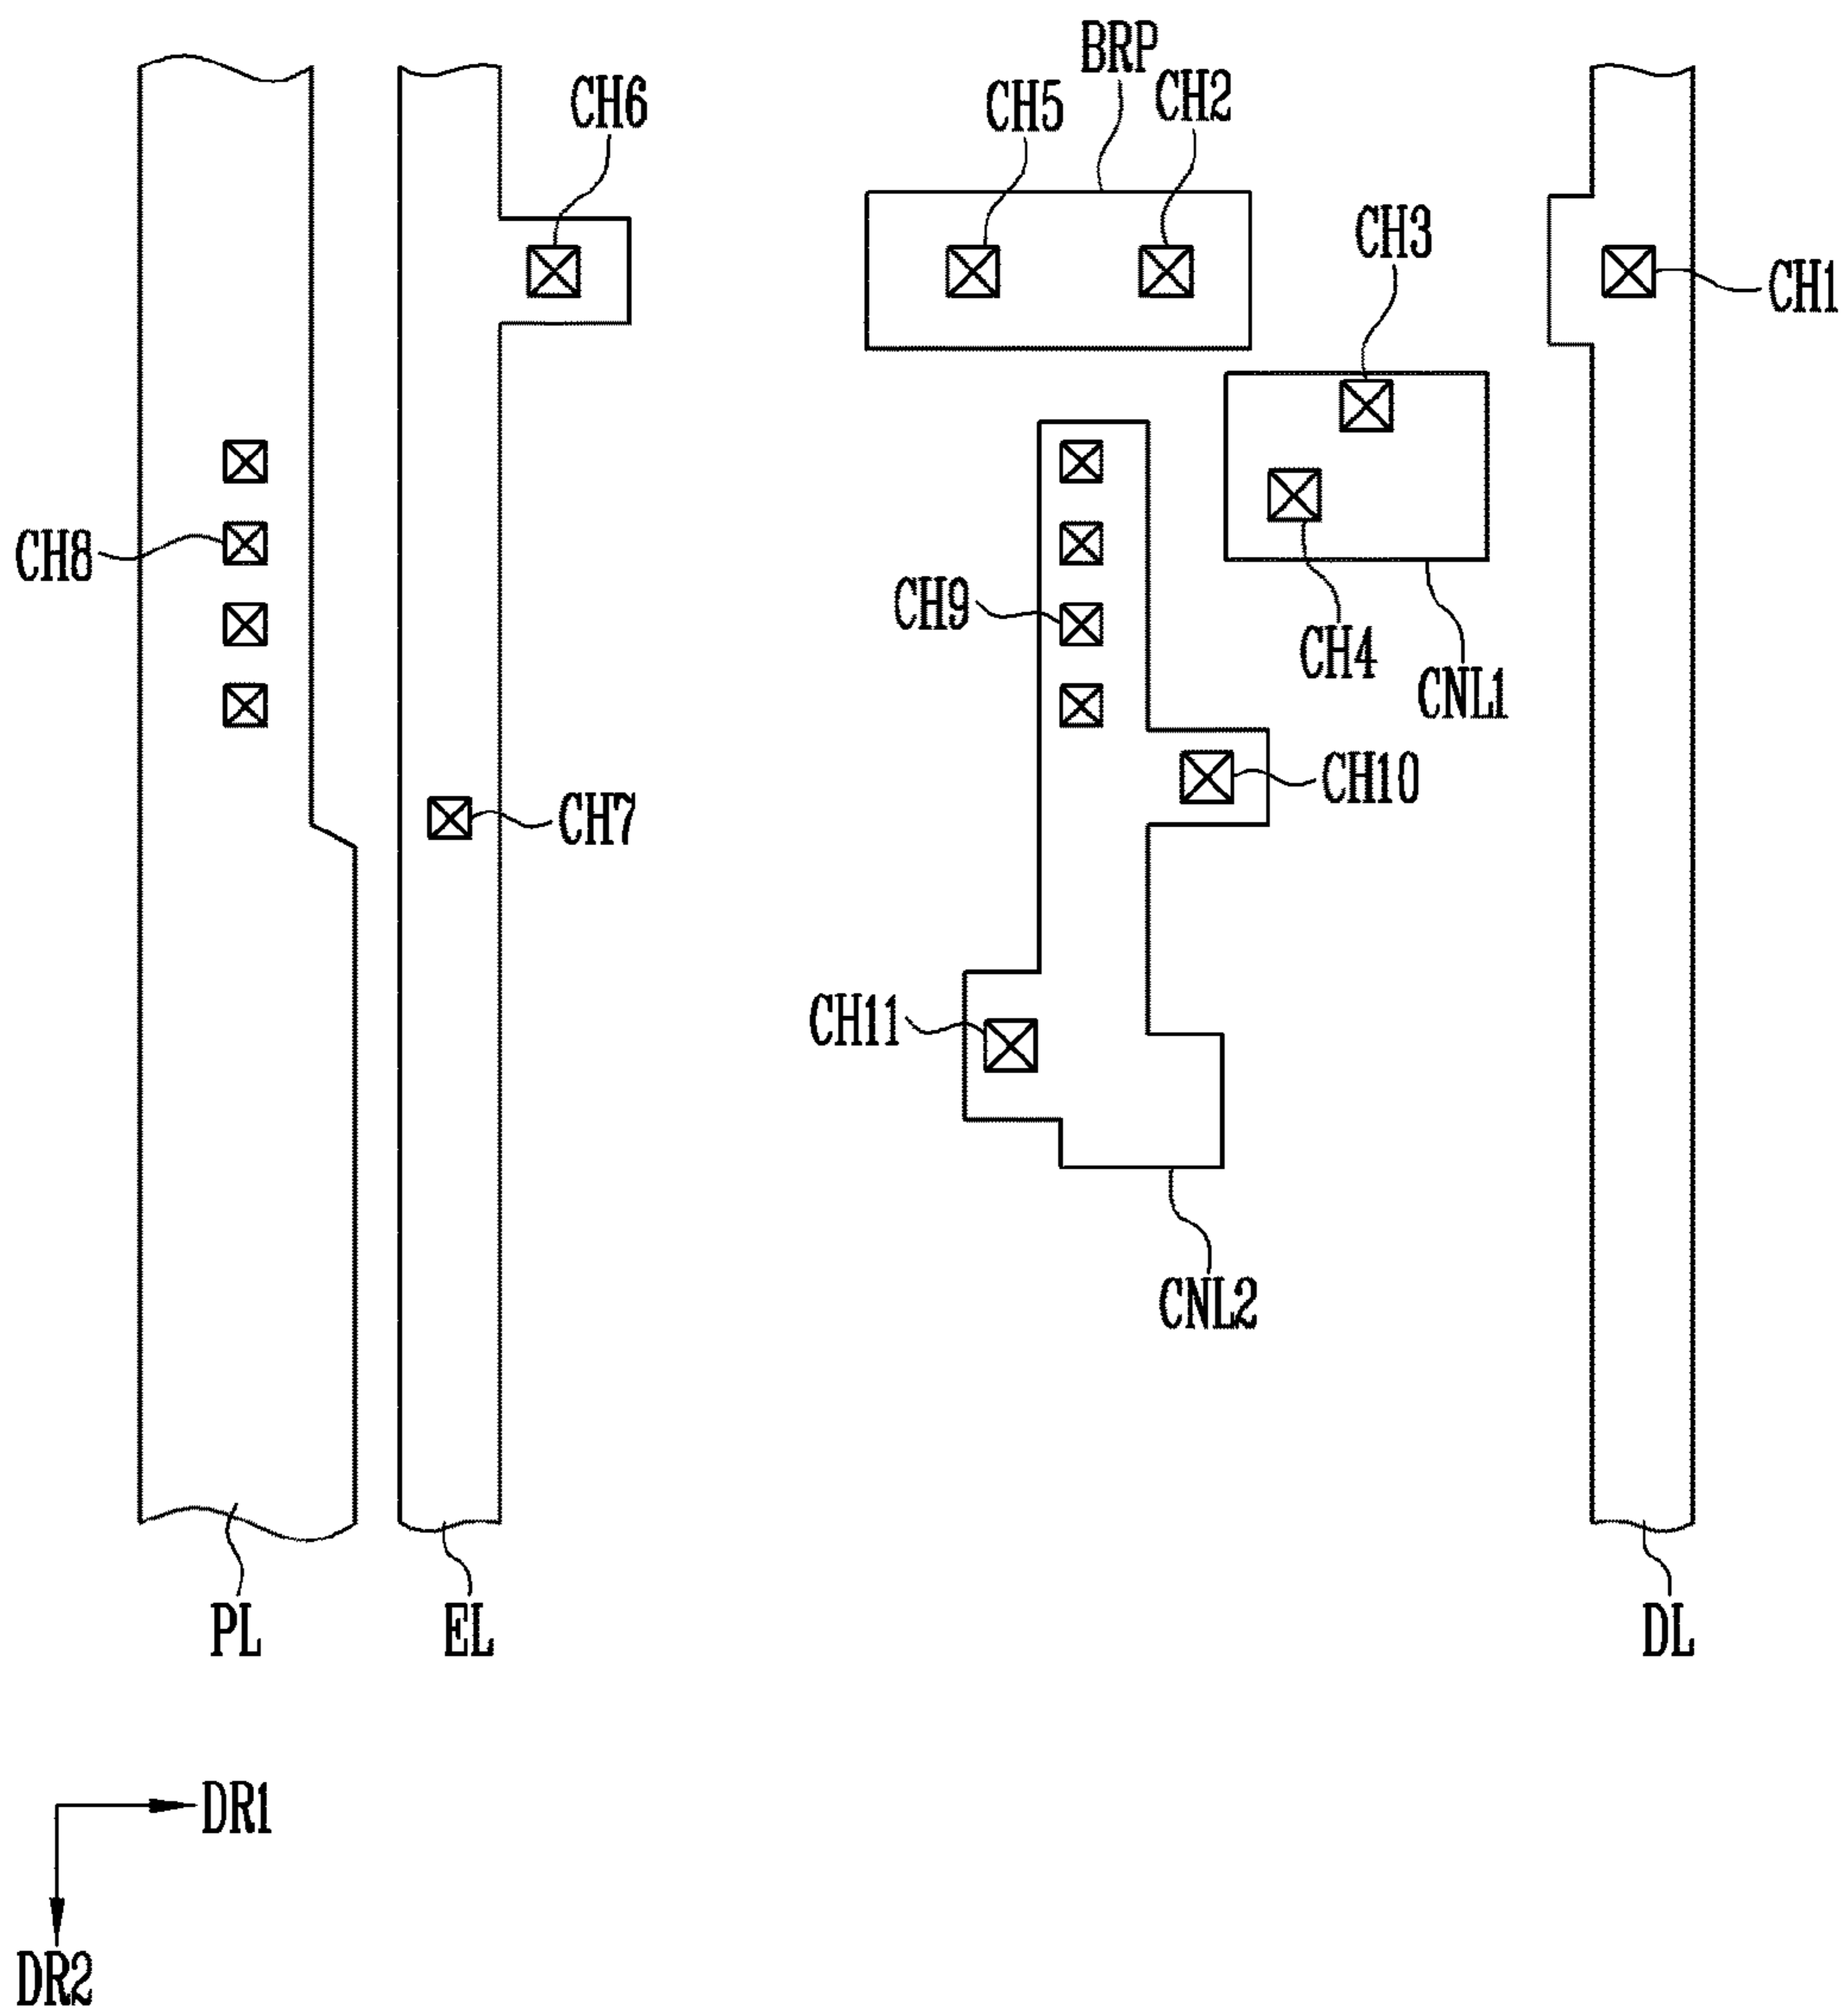 BRP
CH6
CH5
CH2
CH3
CH1
CH8
CH9
CH4
CNL1
CH10
CH7
CH11
CNL2
PL
EL
DL
DR1
DR2